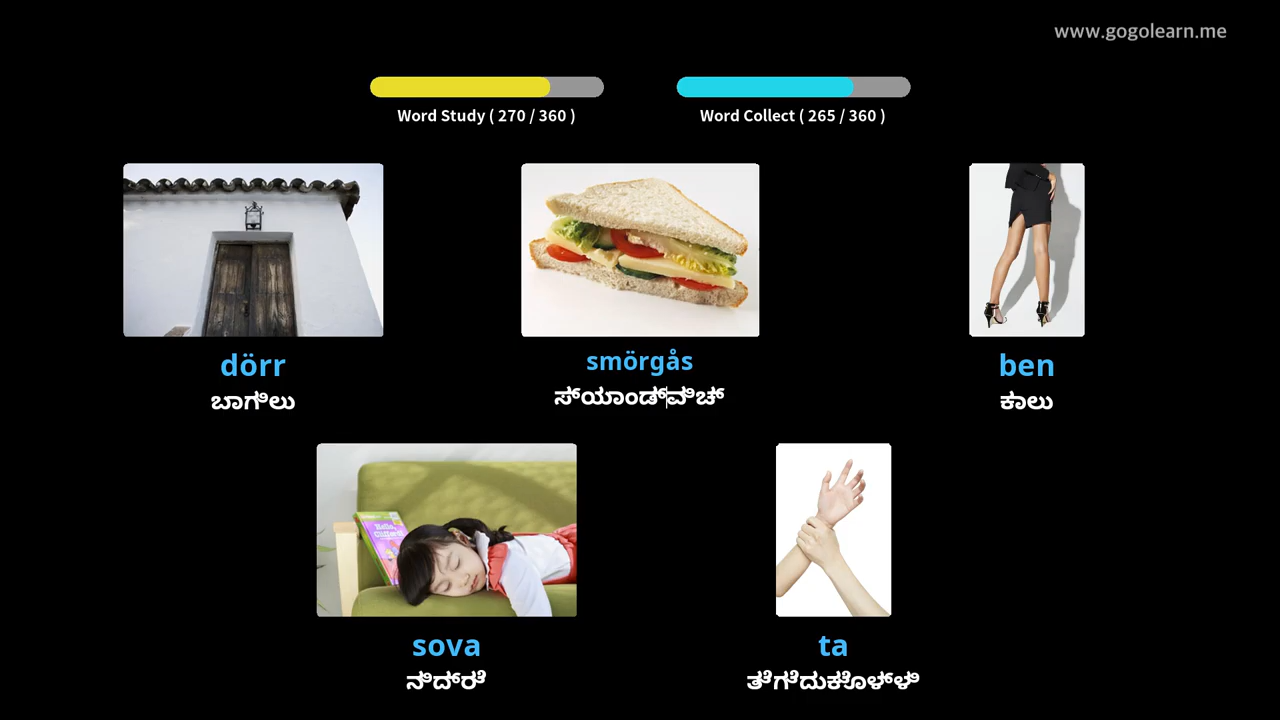 www.gogolearn.me
Word Study ( 270 / 360 )
Word Collect ( 265 / 360 )
dörr
ಬಾಗಿಲು
smörgås
ಸ್ಯಾಂಡ್‌ವಿಚ್
ben
ಕಾಲು
sova
ನಿದ್ರೆ
ta
ತೆಗೆದುಕೊಳ್ಳಿ